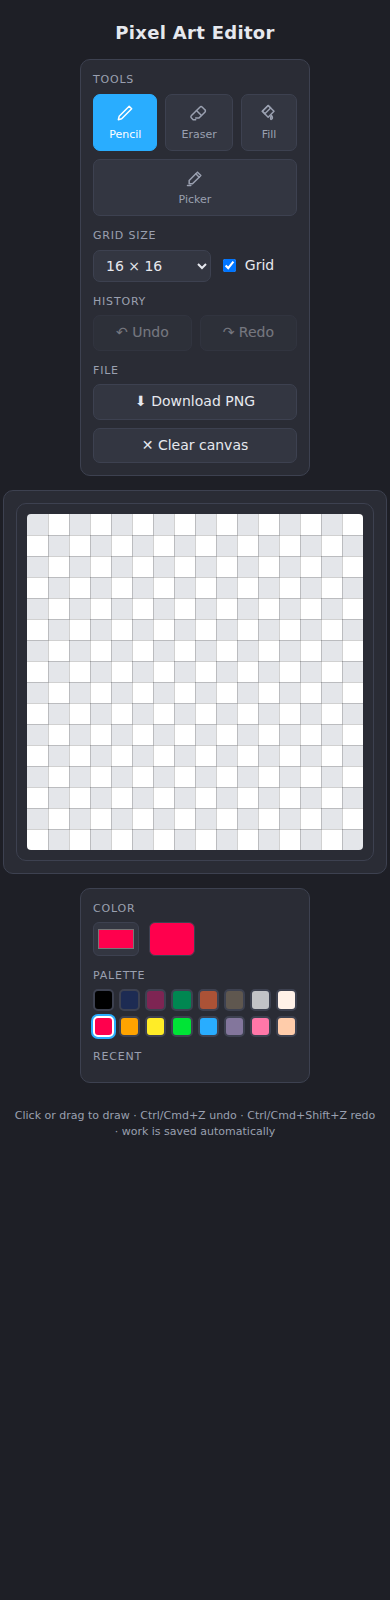 Pixel Art Editor
TOOLS
Pencil
Eraser
Fill
Picker
GRID SIZE
16 × 16
Grid
HISTORY
↶ Undo
↷ Redo
FILE
⬇ Download PNG
✕ Clear canvas
COLOR
PALETTE
RECENT
Click or drag to draw · Ctrl/Cmd+Z undo · Ctrl/Cmd+Shift+Z redo
· work is saved automatically